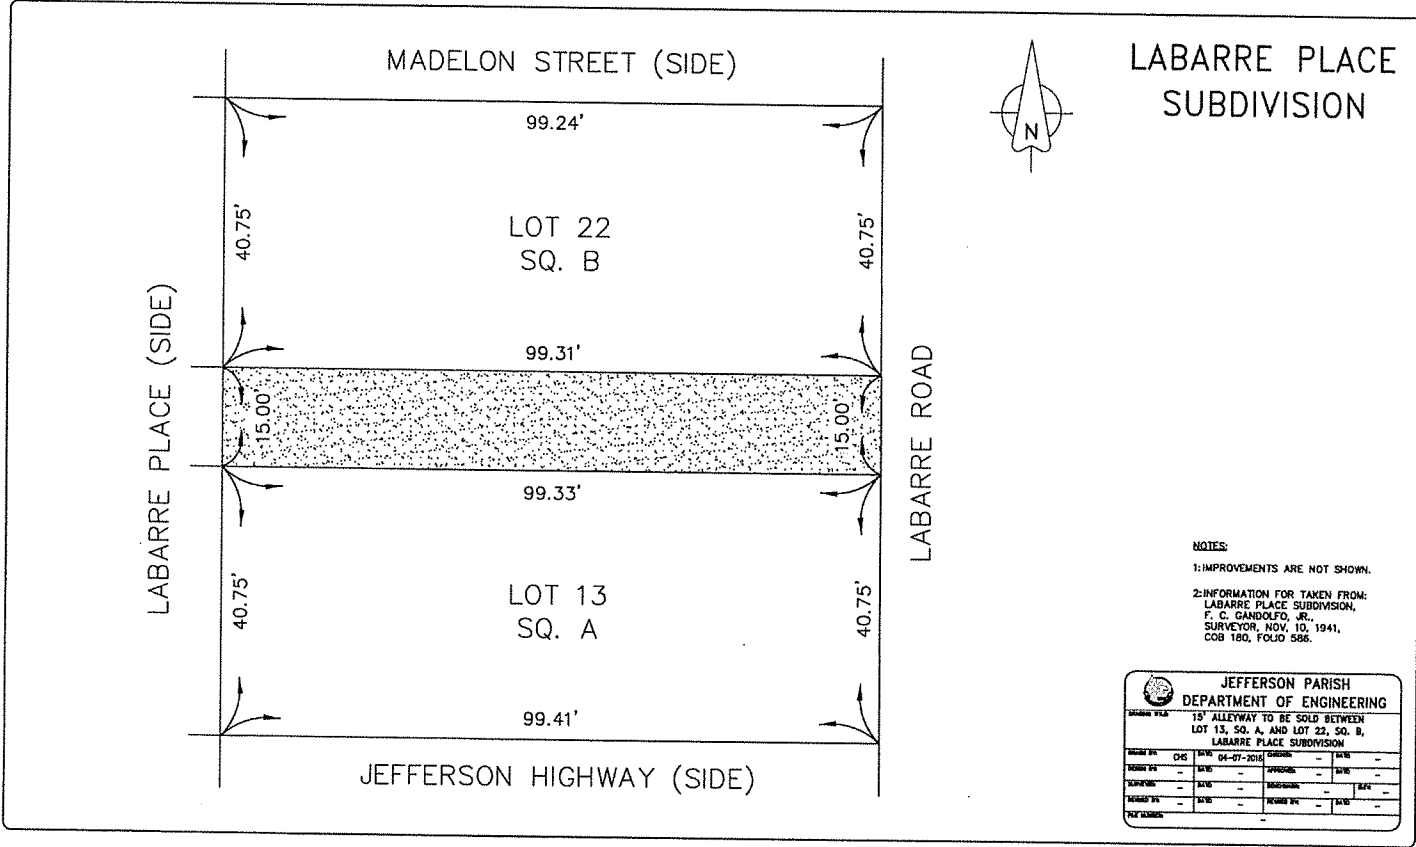 MADELON STREET (SIDE)
LABARRE PLACE
SUBDIVISION
N
99.24'
40.75'
40.75'
LOT 22
SQ. B
99.31'
LABARRE PLACE (SIDE)
15.00'
15.00'
LABARRE ROAD
99.33'
40.75'
40.75'
LOT 13
SQ. A
99.41'
JEFFERSON HIGHWAY (SIDE)
NOTES:
1: IMPROVEMENTS ARE NOT SHOWN.
2: INFORMATION FOR TAKEN FROM:
LABARRE PLACE SUBDIVISION,
F. C. GANDOLFO, JR.,
SURVEYOR, NOV. 10, 1941,
COB 180, FOLIO 586.
JEFFERSON PARISH
DEPARTMENT OF ENGINEERING
15' ALLEYWAY TO BE SOLD BETWEEN
LOT 13, SQ. A, AND LOT 22, SQ. B,
LABARRE PLACE SUBDIVISION
CHS